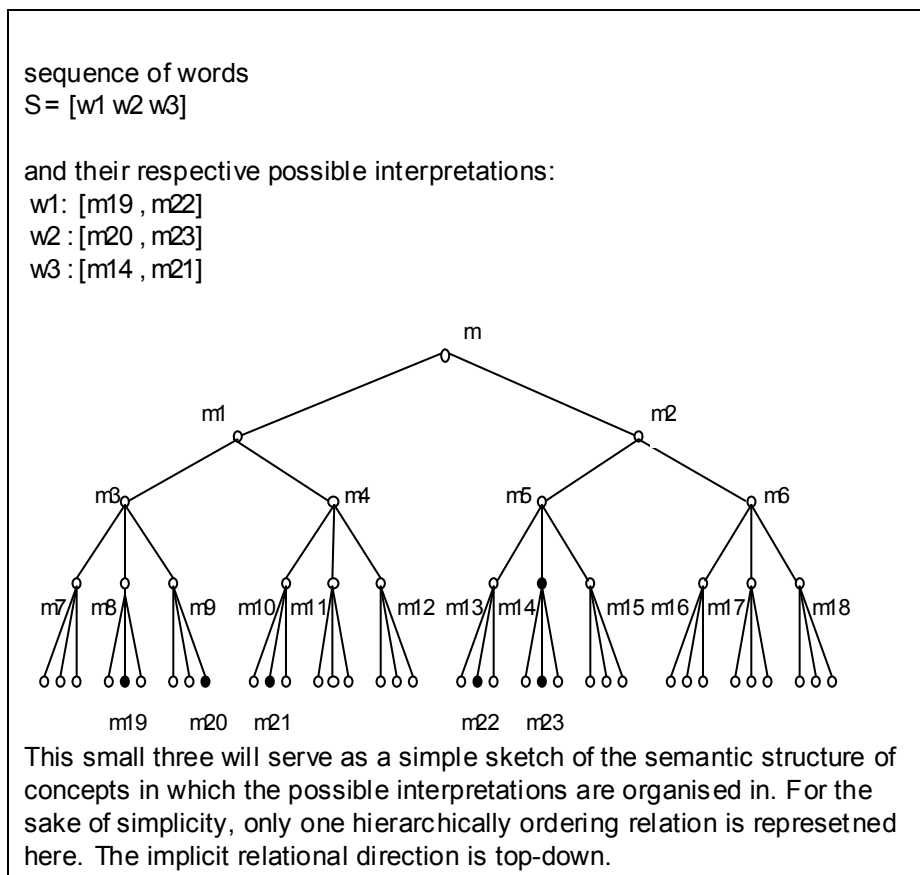 sequence of words
S = [w1 w2 w3]
and their respective possible interpretations:
w1: [m19 , m22]
w2 : [m20 , m23]
w3 : [m14 , m21]
m
m1 m2
m3 m4 m5 m6
m7 m8 m9 m10 m11 m12 m13 m14 m15 m16 m17 m18
m19 m20 m21 m22 m23
This small three will serve as a simple sketch of the semantic structure of
concepts in which the possible interpretations are organised in. For the
sake of simplicity, only one hierarchically ordering relation is represetned
here. The implicit relational direction is top-down.